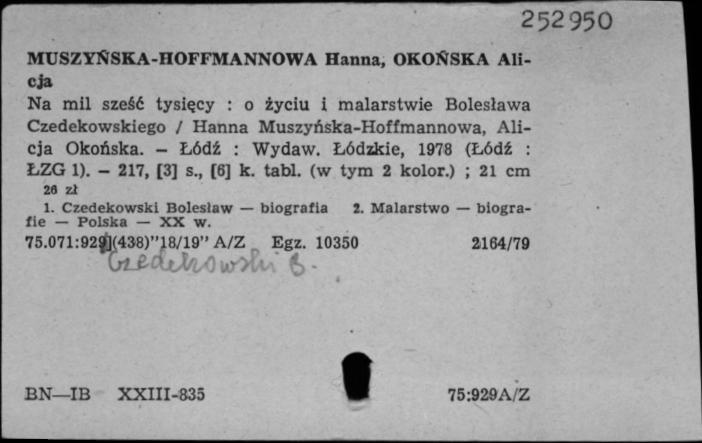 252950
MUSZYŃSKA-HOFFMANNOWA Hanna, OKOŃSKA Ali-
cja
Na mil sześć tysięcy : o życiu i malarstwie Bolesława
Czedekowskiego / Hanna Muszyńska-Hoffmannowa, Ali-
cja Okońska. — Łódź : Wydaw. Łódzkie, 1978 (Łódź :
ŁZG 1). — 217, [3] s., [6] k. tabl. (w tym 2 kolor.) ; 21 cm
26 zł
1. Czedekowski Bolesław — biografia 2. Malarstwo — biogra-
fie — Polska — XX w.
75.071:929](438)"18/19" A/Z Egz. 10350 2164/79
Czedekowski B.
BN—IB XXIII-835 75:929A/Z